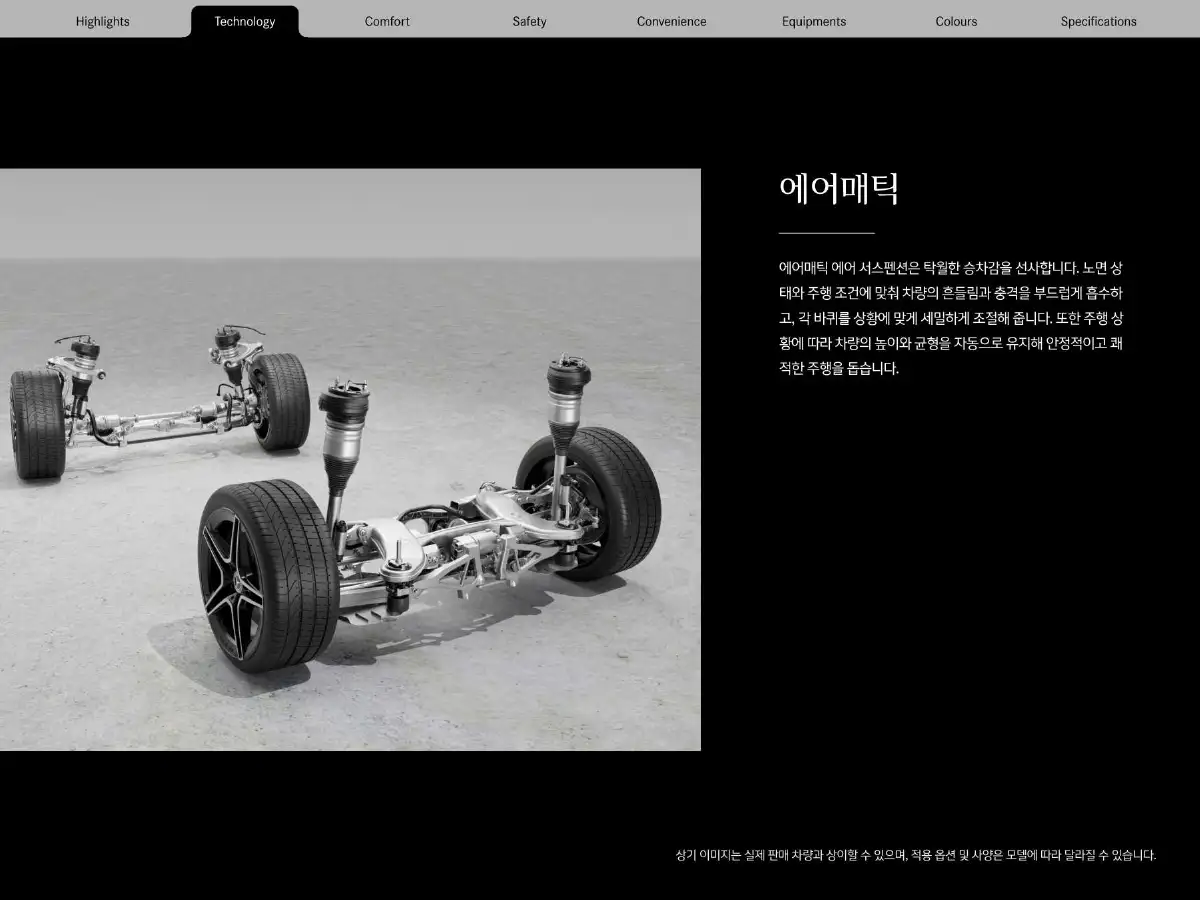 Highlights
Technology
Comfort
Safety
Convenience
Equipments
Colours
Specifications
에어매틱
에어매틱 에어 서스펜션은 탁월한 승차감을 선사합니다. 노면 상
태와 주행 조건에 맞춰 차량의 흔들림과 충격을 부드럽게 흡수하
고, 각 바퀴를 상황에 맞게 세밀하게 조절해 줍니다. 또한 주행 상
황에 따라 차량의 높이와 균형을 자동으로 유지해 안정적이고 쾌
적한 주행을 돕습니다.
상기 이미지는 실제 판매 차량과 상이할 수 있으며, 적용 옵션 및 사양은 모델에 따라 달라질 수 있습니다.